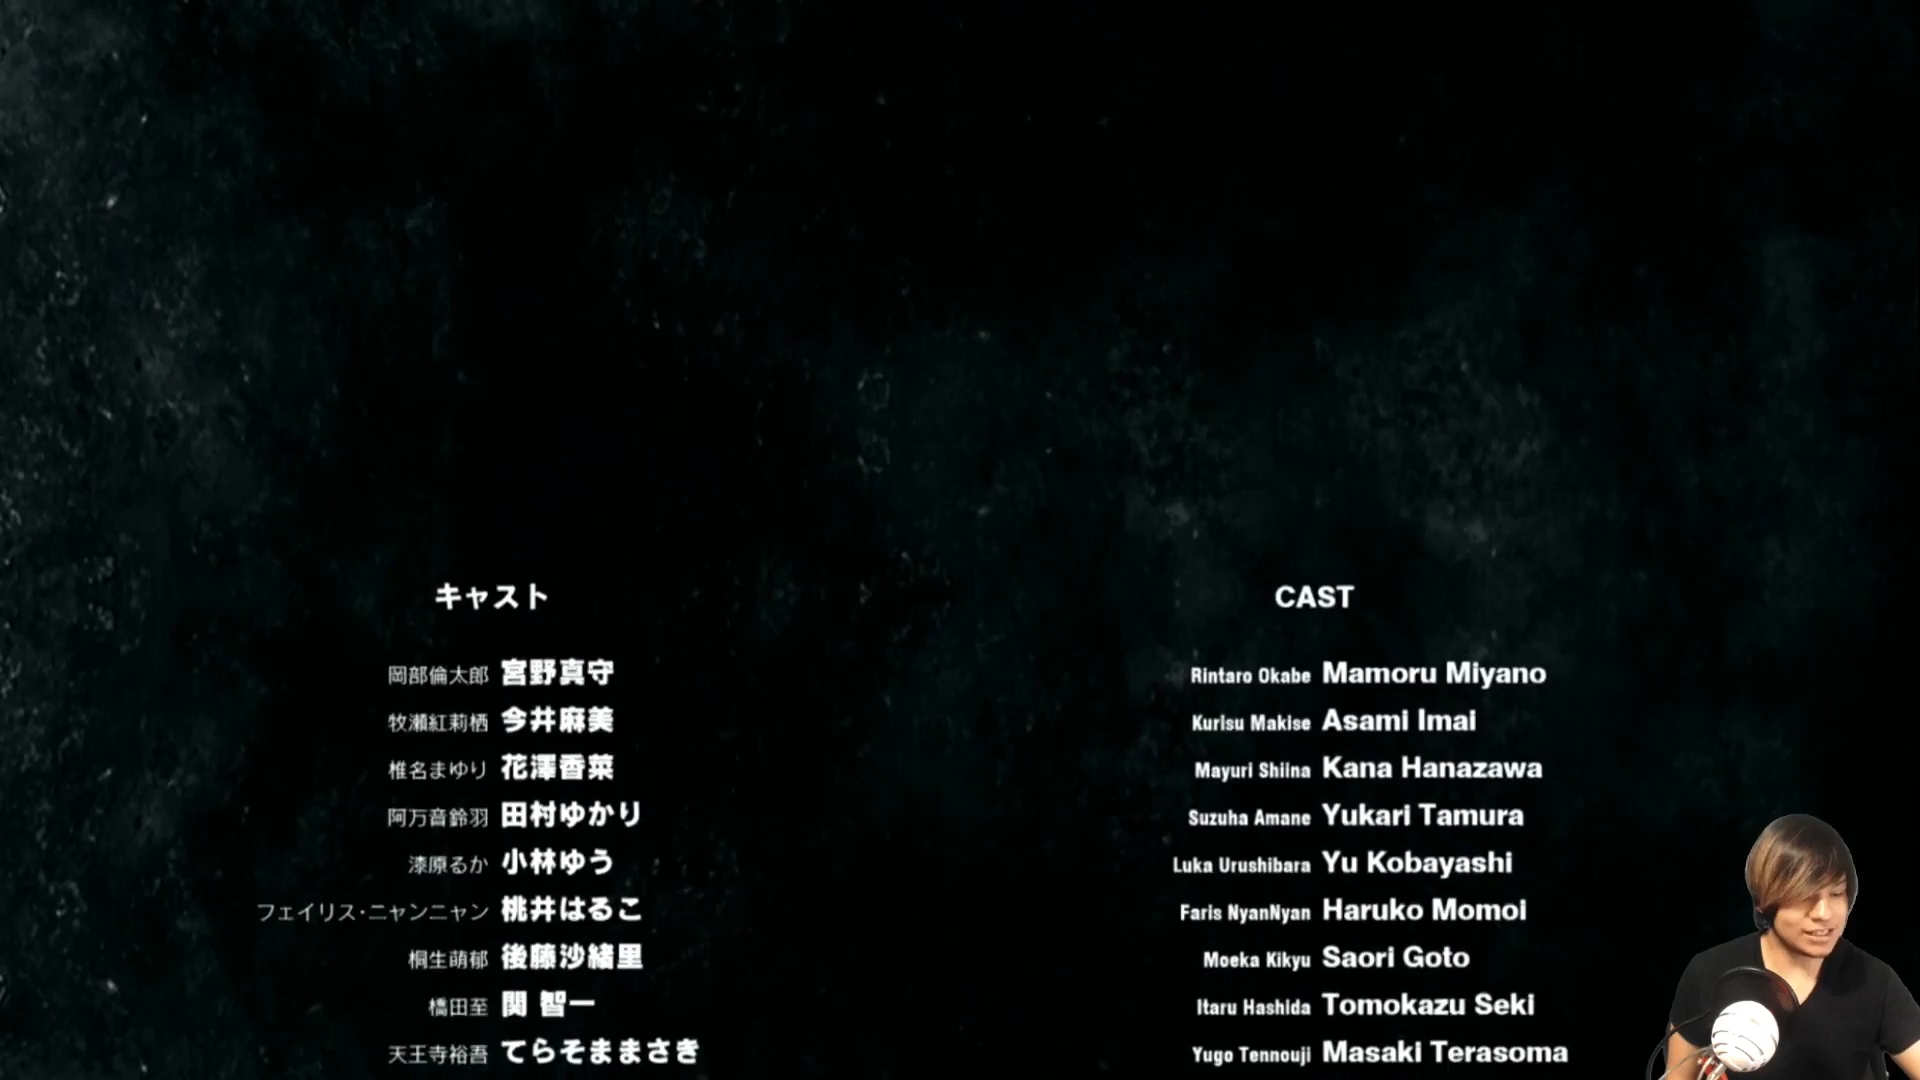 キャスト
岡部倫太郎 宮野真守
牧瀬紅莉栖 今井麻美
椎名まゆり 花澤香菜
阿万音鈴羽 田村ゆかり
漆原るか 小林ゆう
フェイリス・ニャンニャン 桃井はるこ
桐生萌郁 後藤沙緒里
橋田至 関 智一
天王寺裕吾 てらそままさき
CAST
Rintaro Okabe Mamoru Miyano
Kurisu Makise Asami Imai
Mayuri Shiina Kana Hanazawa
Suzuha Amane Yukari Tamura
Luka Urushibara Yu Kobayashi
Faris NyanNyan Haruko Momoi
Moeka Kikyu Saori Goto
Itaru Hashida Tomokazu Seki
Yugo Tennouji Masaki Terasoma